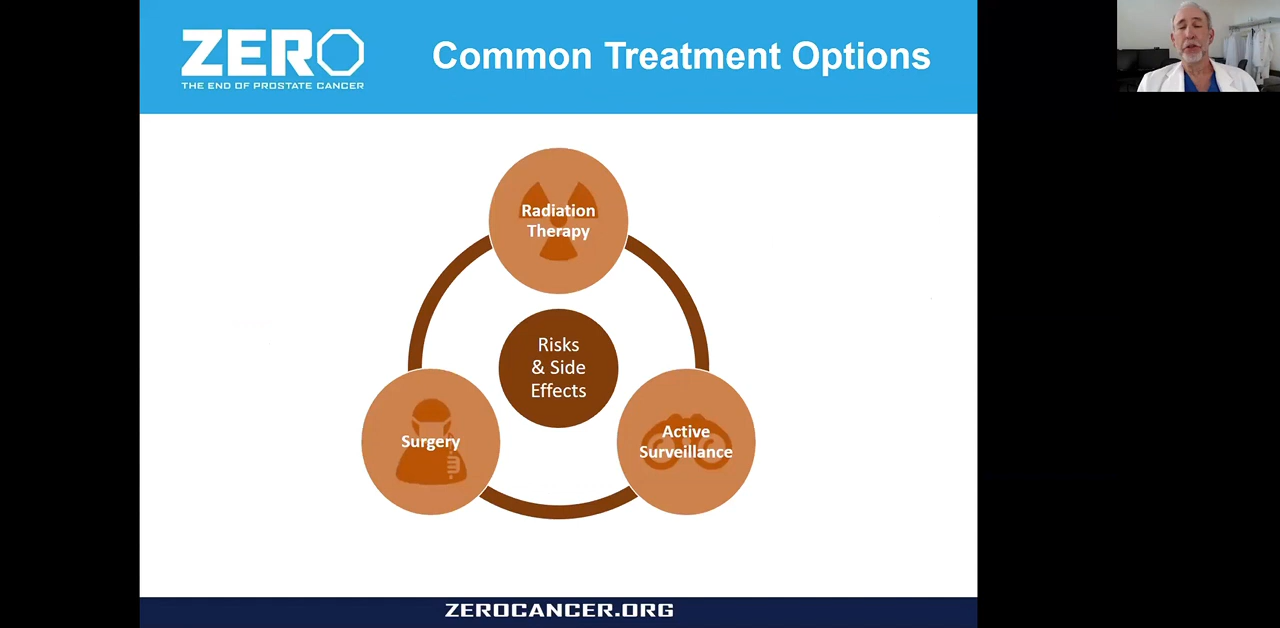 ZERO
THE END OF PROSTATE CANCER
Common Treatment Options
Radiation
Therapy
Risks
& Side
Effects
Surgery
Active
Surveillance
ZEROCANCER.ORG